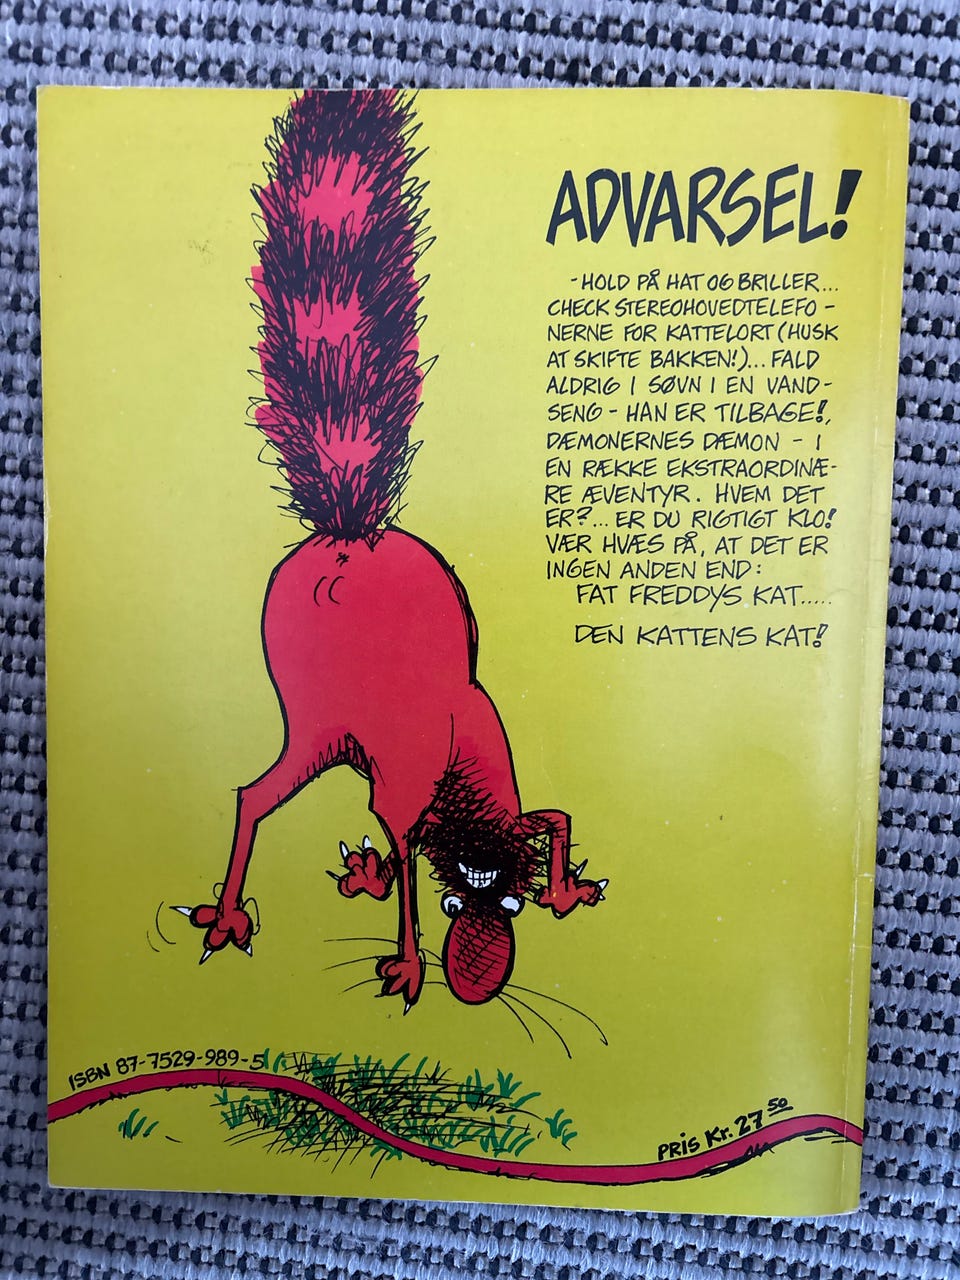 ADVARSEL!
-HOLD PÅ HAT OG BRILLER...
CHECK STEREOHOVEDTELEFO-
NERNE FOR KATTELORT (HUSK
AT SKIFTE BAKKEN!)... FALD
ALDRIG I SØVN I EN VAND-
SENG - HAN ER TILBAGE!,
DÆMONERNES DÆMON - I
EN RÆKKE EKSTRAORDINÆ-
RE ÆVENTYR. HVEM DET
ER?... ER DU RIGTIGT KLO!
VÆR HVÆS PÅ, AT DET ER
INGEN ANDEN END:
FAT FREDDYS KAT.....
DEN KATTENS KAT!
ISBN 87-7529-989-5
PRIS Kr. 27 50